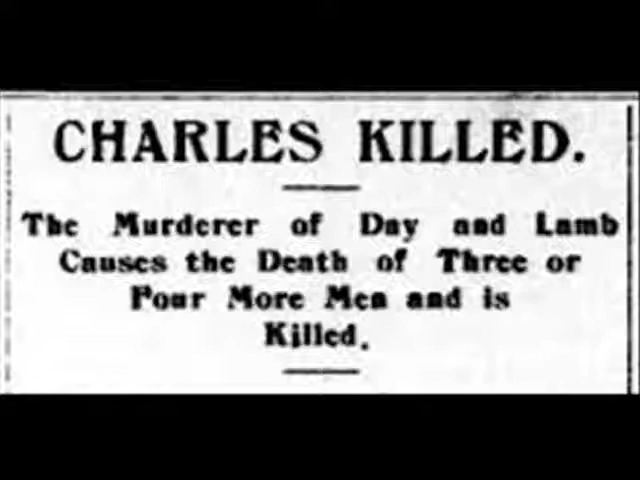 CHARLES KILLED.
The Murderer of Day and Lamb
Causes the Death of Three or
Four More Men and is
Killed.